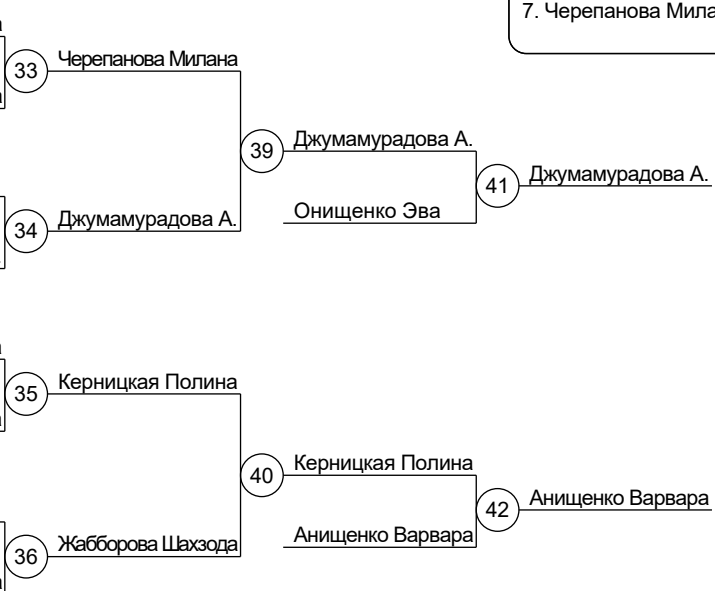 7. Черепанова
33 Черепанова Милана
39 Джумамурадова А.
41 Джумамурадова А.
Онищенко Эва
34 Джумамурадова А.
35 Керницкая Полина
40 Керницкая Полина
42 Анищенко Варвара
Анищенко Варвара
36 Жабборова Шахзода